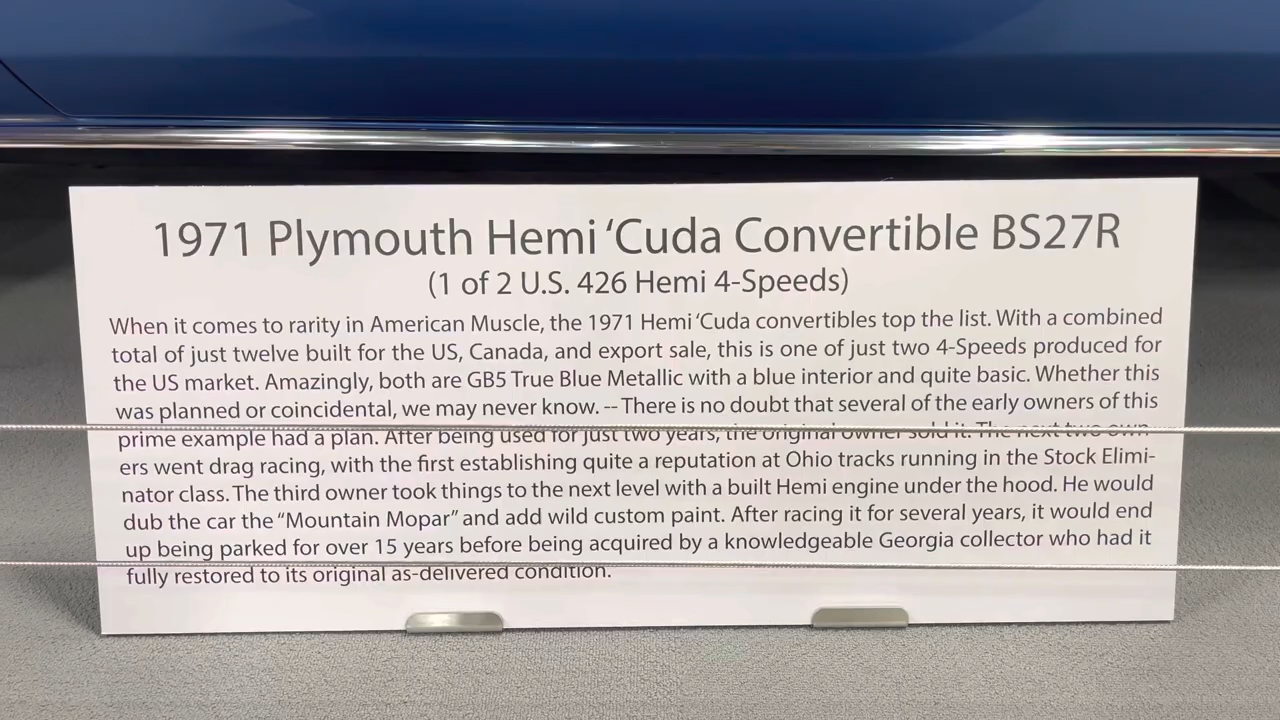 1971 Plymouth Hemi ‘Cuda Convertible BS27R
(1 of 2 U.S. 426 Hemi 4-Speeds)
When it comes to rarity in American Muscle, the 1971 Hemi ‘Cuda convertibles top the list. With a combined
total of just twelve built for the US, Canada, and export sale, this is one of just two 4-Speeds produced for
the US market. Amazingly, both are GB5 True Blue Metallic with a blue interior and quite basic. Whether this
was planned or coincidental, we may never know. -- There is no doubt that several of the early owners of this
prime example had a plan. After being used for just two years, the original owner sold it. The next two own-
ers went drag racing, with the first establishing quite a reputation at Ohio tracks running in the Stock Elimi-
nator class. The third owner took things to the next level with a built Hemi engine under the hood. He would
dub the car the “Mountain Mopar” and add wild custom paint. After racing it for several years, it would end
up being parked for over 15 years before being acquired by a knowledgeable Georgia collector who had it
fully restored to its original as-delivered condition.